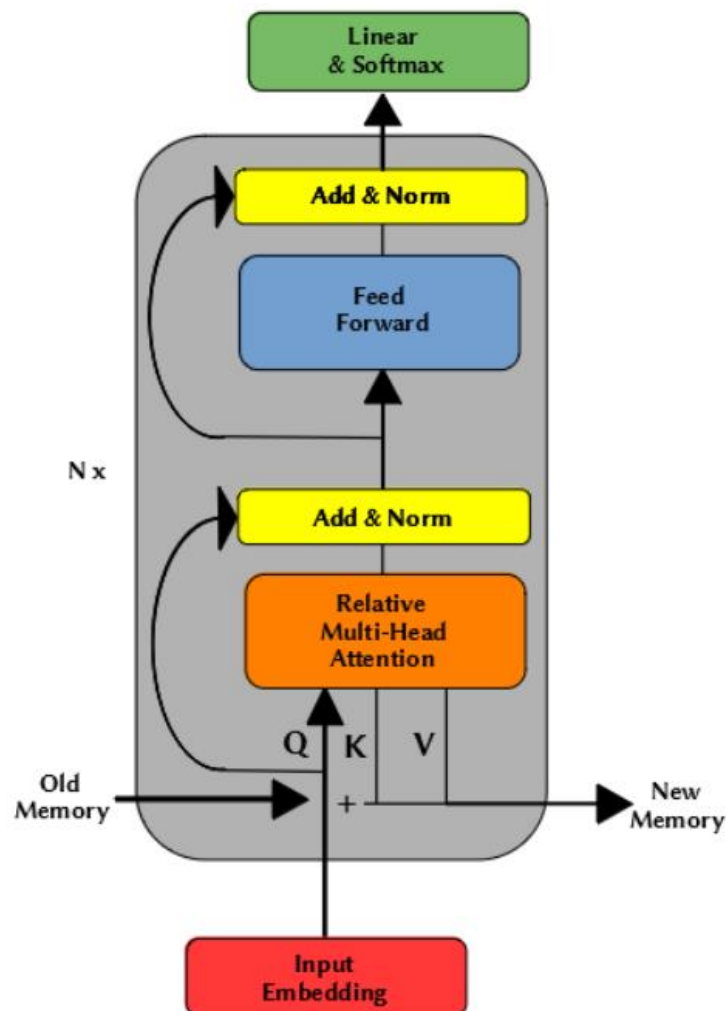 Linear
& Softmax
Add & Norm
Feed
Forward
N x
Add & Norm
Relative
Multi-Head
Attention
Q K V
Old
Memory
+
New
Memory
Input
Embedding